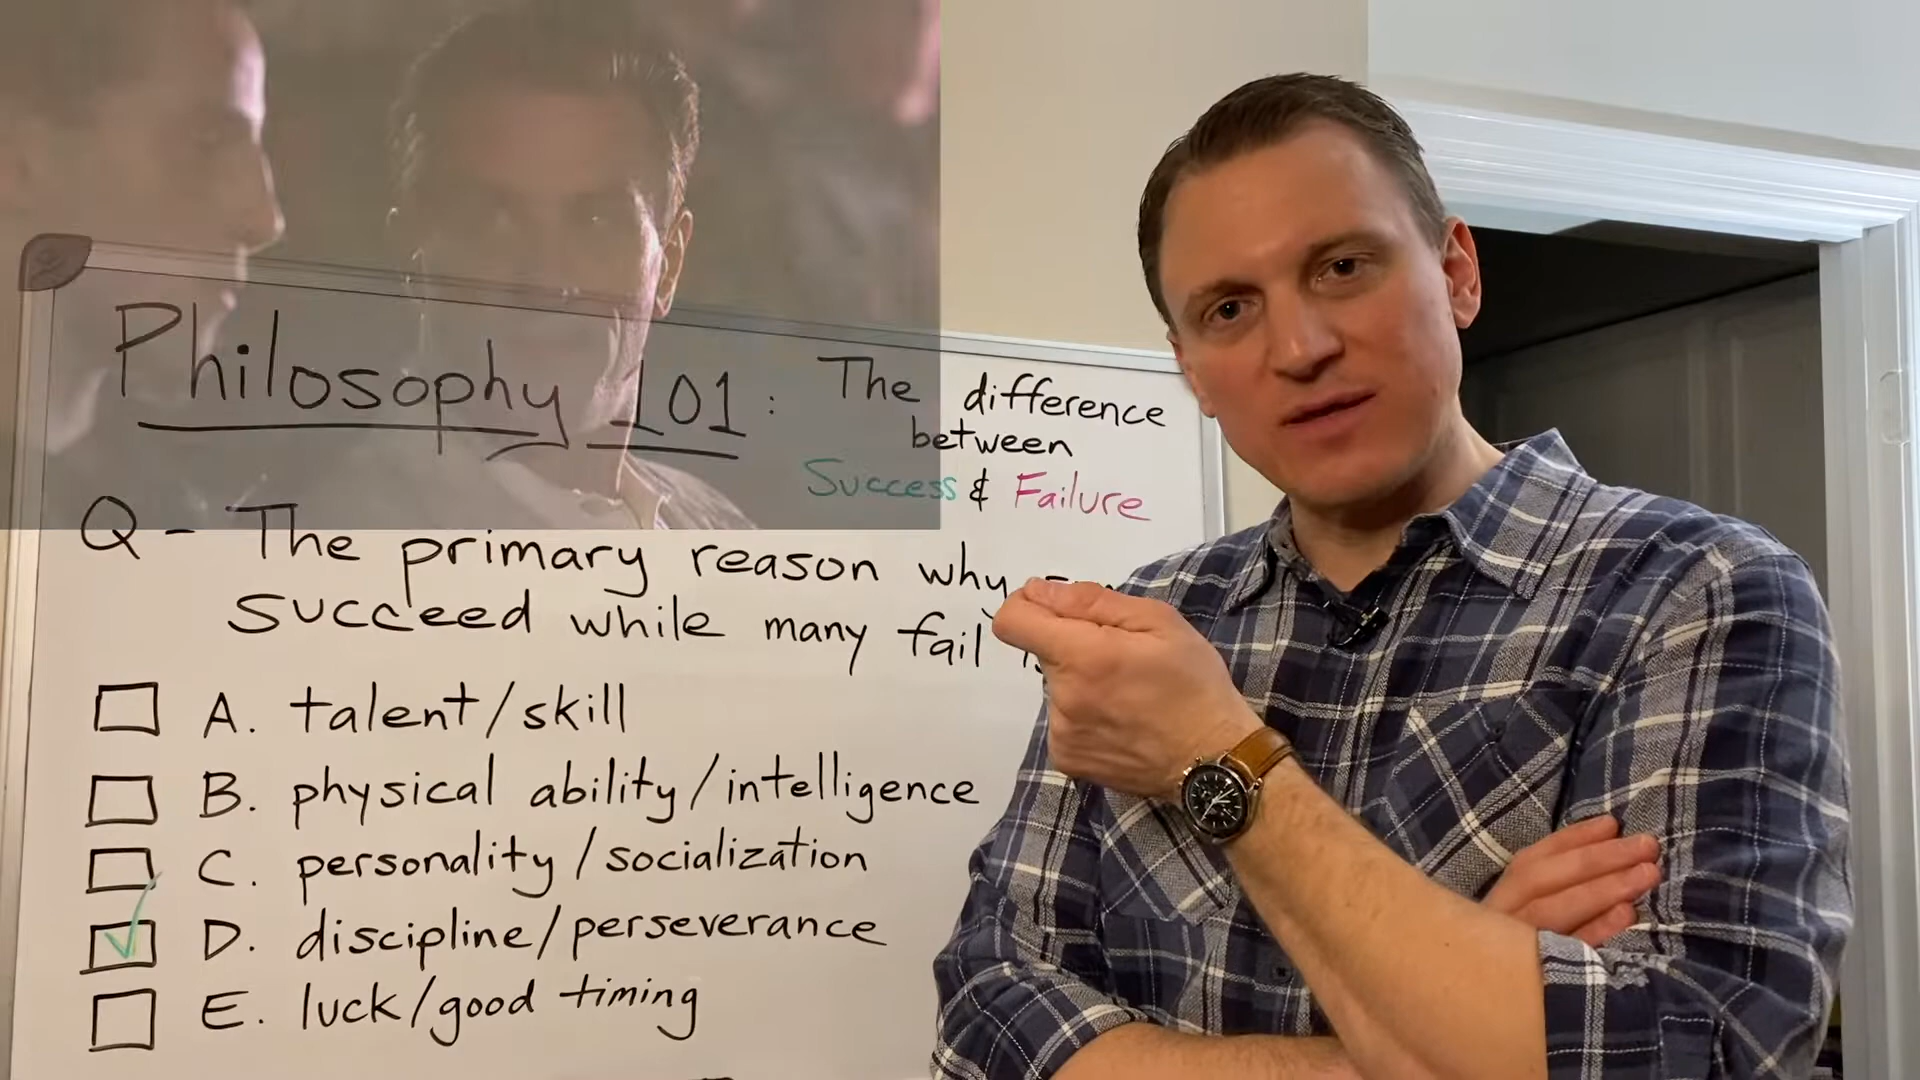 Philosophy 101: The difference
between
Success & Failure
Q - The primary reason why
succeed while many fail
A. talent/skill
B. physical ability/intelligence
C. personality/socialization
D. discipline/perseverance
E. luck/good timing